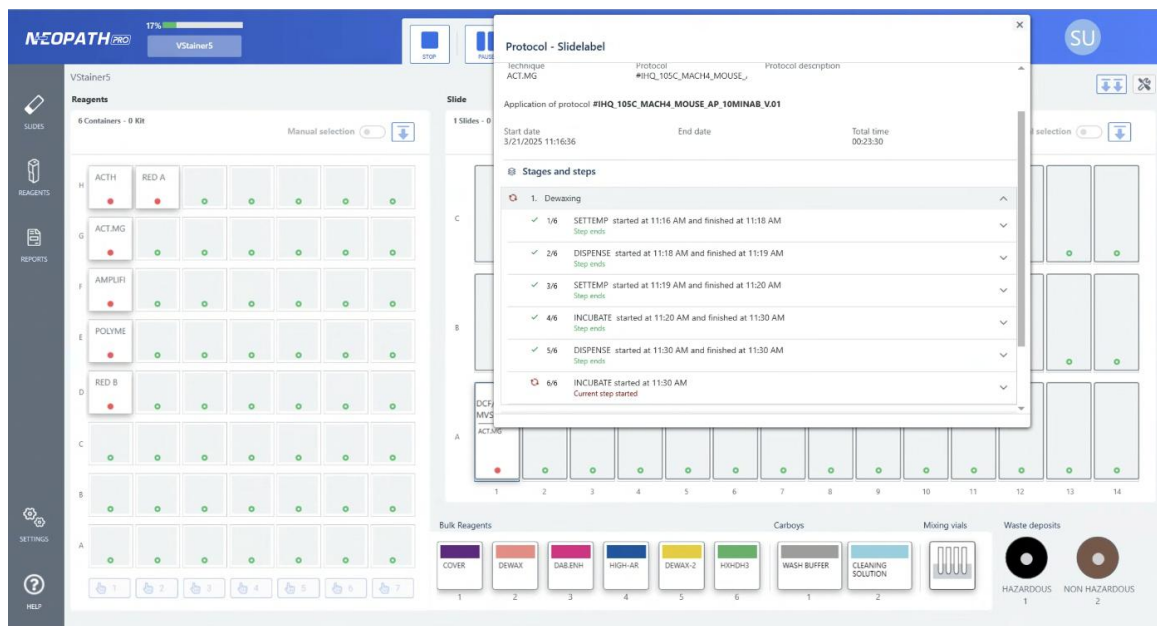 NEOPATH PRO
17%
VStainer5
STOP
PAUSE
SU
SLIDES
REAGENTS
REPORTS
SETTINGS
HELP
VStainer5
Reagents
6 Containers - 0 Kit
Manual selection
H
ACTH
RED A
G
ACT.MG
F
AMPLIFI
E
POLYME
D
RED B
C
B
A
1
2
3
4
5
6
7
Slide
1 Slides - 0
selection
C
B
A
DCF/
MVS
ACT.MG
1
2
3
4
5
6
7
8
9
10
11
12
13
14
Protocol - Slidelabel
Technique
Protocol
Protocol description
ACT.MG
#IHQ_105C_MACH4_MOUSE_
Application of protocol #IHQ_105C_MACH4_MOUSE_AP_10MINAB_V.01
Start date
End date
Total time
3/21/2025 11:16:36
00:23:30
Stages and steps
1. Dewaxing
1/6 SETTEMP started at 11:16 AM and finished at 11:18 AM
Step ends
2/6 DISPENSE started at 11:18 AM and finished at 11:19 AM
Step ends
3/6 SETTEMP started at 11:19 AM and finished at 11:20 AM
Step ends
4/6 INCUBATE started at 11:20 AM and finished at 11:30 AM
Step ends
5/6 DISPENSE started at 11:30 AM and finished at 11:30 AM
Step ends
6/6 INCUBATE started at 11:30 AM
Current step started
Bulk Reagents
COVER
DEWAX
DAB.ENH
HIGH-AR
DEWAX-2
HXHDH3
1
2
3
4
5
6
Carboys
WASH BUFFER
CLEANING
SOLUTION
1
2
Mixing vials
Waste deposits
HAZARDOUS
1
NON HAZARDOUS
2